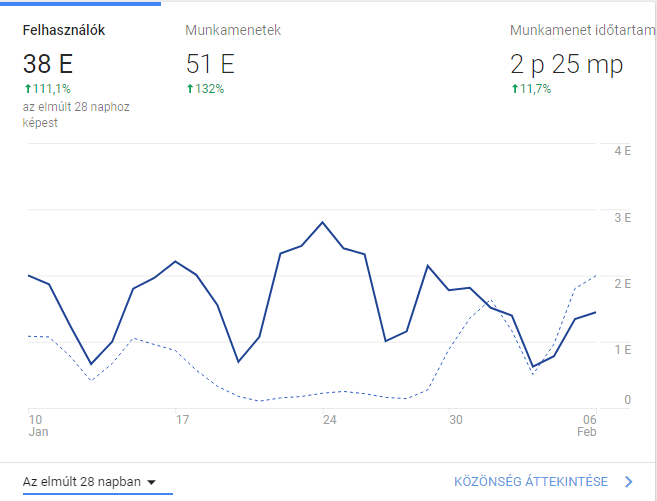 Felhasználók
38 E
111,1%
az elmúlt 28 naphoz
képest
Munkamenetek
51 E
132%
Munkamenet időtartam
2 p 25 mp
11,7%
4 E
3 E
2 E
1 E
0
10
Jan
17
24
30
06
Feb
Az elmúlt 28 napban
KÖZÖNSÉG ÁTTEKINTÉSE